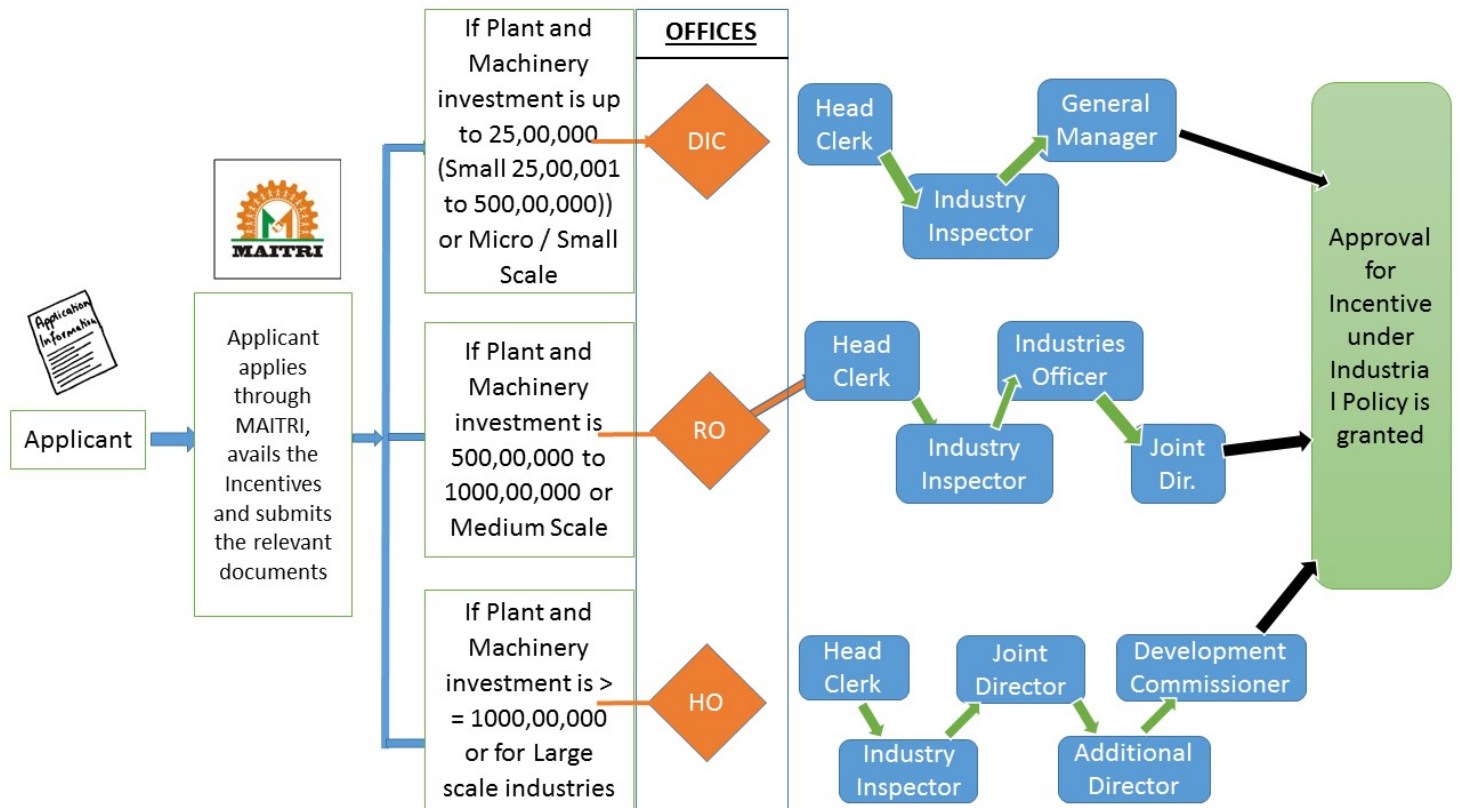 Application
Information
Applicant
MAITRI
Applicant
applies
through
MAITRI,
avails the
Incentives
and submits
the relevant
documents
If Plant and
Machinery
investment is up
to 25,00,000
(Small 25,00,001
to 500,00,000))
or Micro / Small
Scale
If Plant and
Machinery
investment is
500,00,000 to
1000,00,000 or
Medium Scale
If Plant and
Machinery
investment is >
= 1000,00,000
or for Large
scale industries
OFFICES
DIC
RO
HO
Head
Clerk
Industry
Inspector
General
Manager
Head
Clerk
Industry
Inspector
Industries
Officer
Joint
Dir.
Head
Clerk
Industry
Inspector
Joint
Director
Additional
Director
Development
Commissioner
Approval
for
Incentive
under
Industria
l Policy is
granted